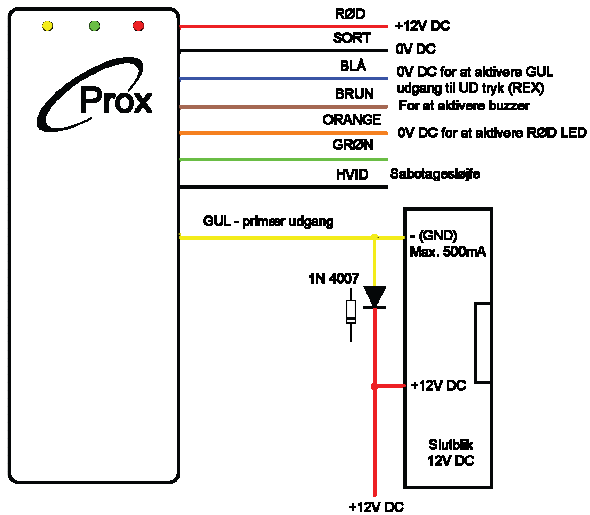 RØD
+12V DC
SORT
0V DC
BLÅ
0V DC for at aktivere GUL
udgang til UD tryk (REX)
BRUN
For at aktivere buzzer
ORANGE
0V DC for at aktivere RØD LED
GRØN
HVID
Sabotagesløjfe
Prox
GUL - primær udgang
- (GND)
Max. 500mA
1N 4007
+12V DC
Slutblik
12V DC
+12V DC